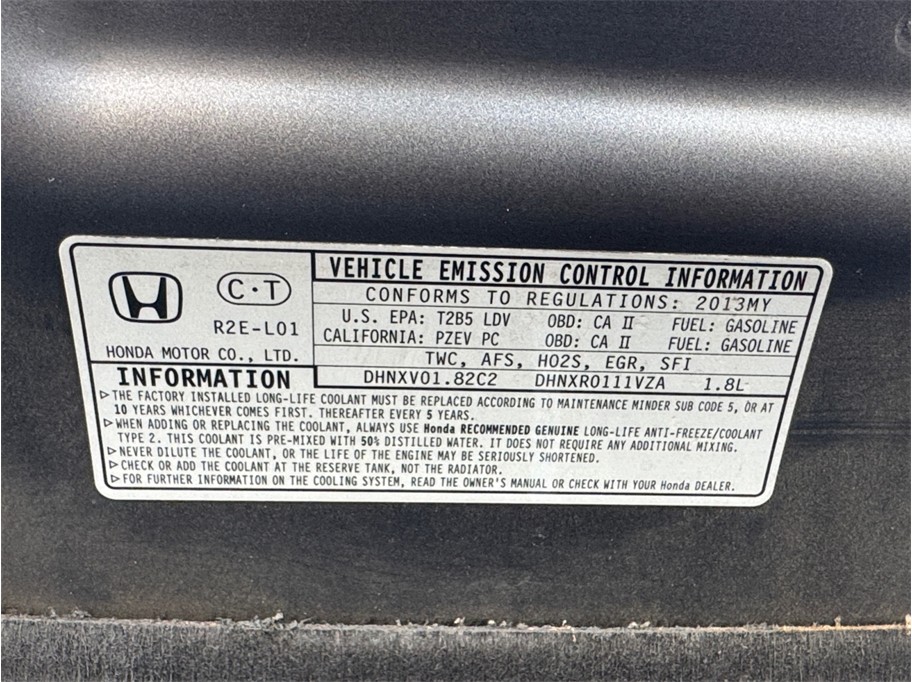 C·T
R2E-L01
HONDA MOTOR CO., LTD.
VEHICLE EMISSION CONTROL INFORMATION
CONFORMS TO REGULATIONS: 2013MY
U.S. EPA: T2B5 LDV OBD: CA II FUEL: GASOLINE
CALIFORNIA: PZEV PC OBD: CA II FUEL: GASOLINE
TWC, AFS, HO2S, EGR, SFI
DHNXV01.82C2 DHNXR0111VZA 1.8L
INFORMATION
▷THE FACTORY INSTALLED LONG-LIFE COOLANT MUST BE REPLACED ACCORDING TO MAINTENANCE MINDER SUB CODE 5, OR AT
10 YEARS WHICHEVER COMES FIRST. THEREAFTER EVERY 5 YEARS.
▷WHEN ADDING OR REPLACING THE COOLANT, ALWAYS USE Honda RECOMMENDED GENUINE LONG-LIFE ANTI-FREEZE/COOLANT
TYPE 2. THIS COOLANT IS PRE-MIXED WITH 50% DISTILLED WATER. IT DOES NOT REQUIRE ANY ADDITIONAL MIXING.
▷NEVER DILUTE THE COOLANT, OR THE LIFE OF THE ENGINE MAY BE SERIOUSLY SHORTENED.
▷CHECK OR ADD THE COOLANT AT THE RESERVE TANK, NOT THE RADIATOR.
▷FOR FURTHER INFORMATION ON THE COOLING SYSTEM, READ THE OWNER'S MANUAL OR CHECK WITH YOUR Honda DEALER.